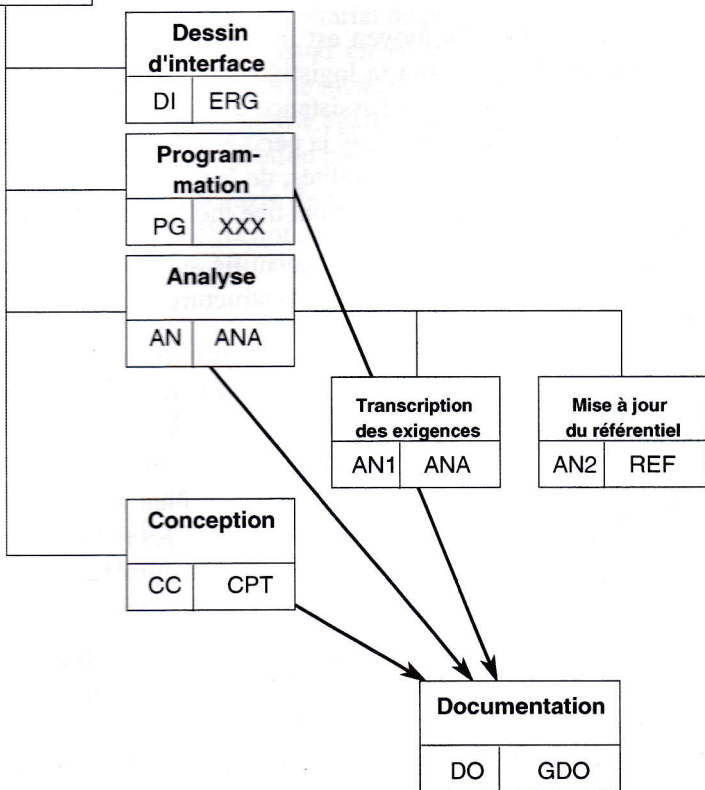 Dessin
d'interface
DI ERG
Program-
mation
PG XXX
Analyse
AN ANA
Transcription
des exigences
AN1 ANA
Mise à jour
du référentiel
AN2 REF
Conception
CC CPT
Documentation
DO GDO